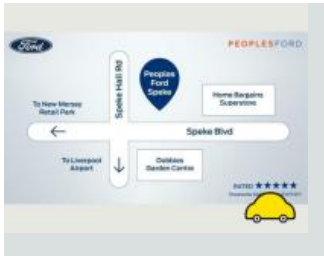 Ford
PEOPLESFORD
Speke Hall Rd
Peoples
Ford
Speke
Home Bargains
Superstore
To New Mersey
Retail Park
Speke Blvd
To Liverpool
Airport
Dobbies
Garden Centre
RATED ★★★★★